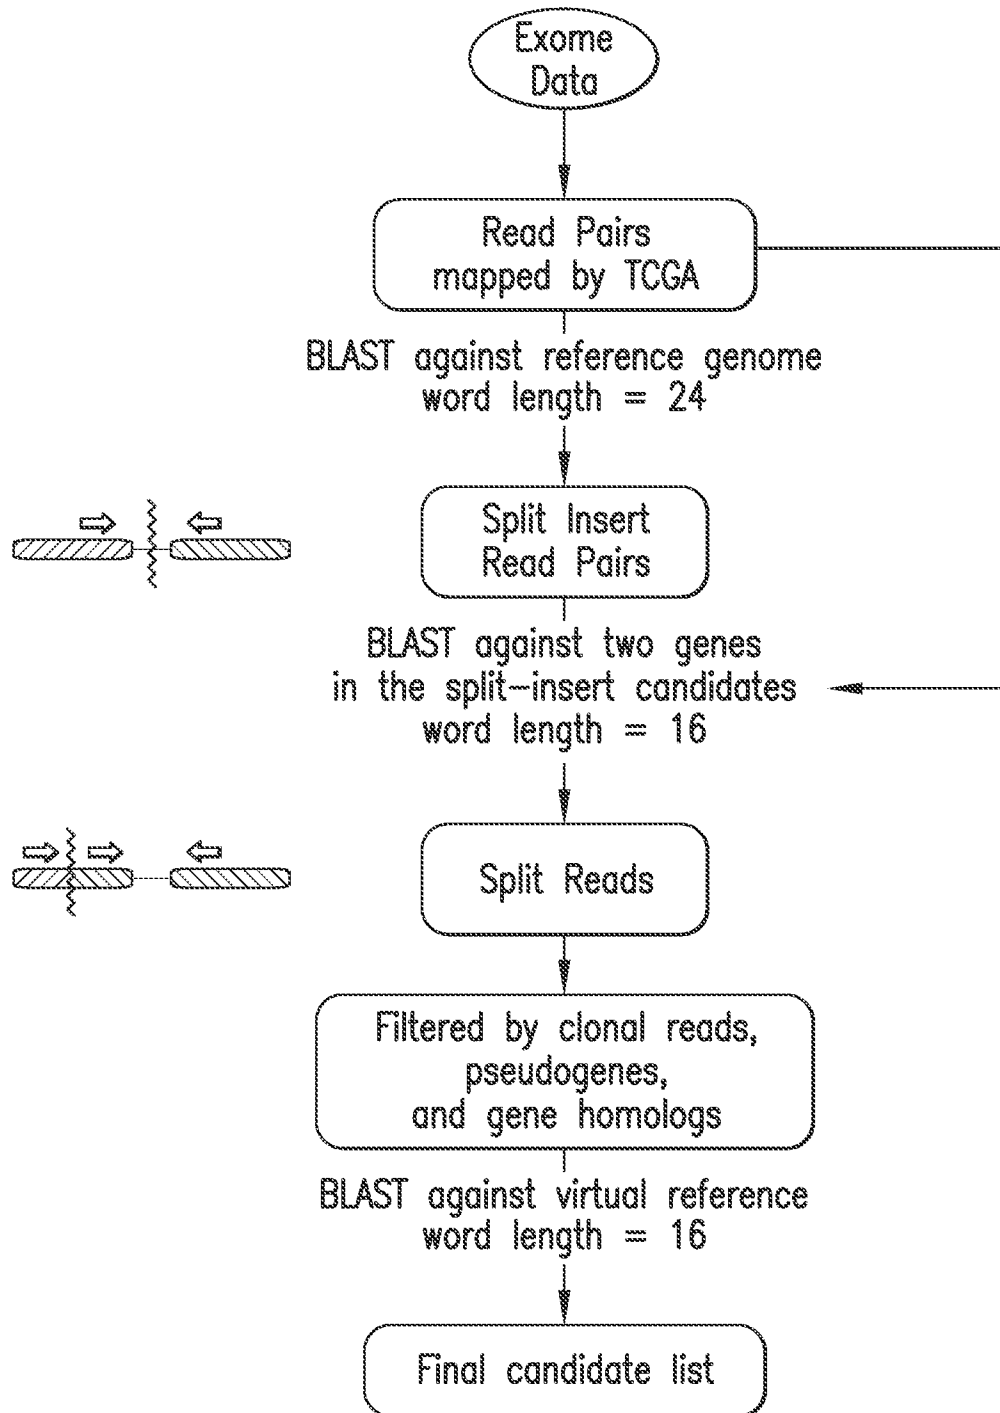 Exome
Data
Read Pairs
mapped by TCGA
BLAST against reference genome
word length = 24
Split Insert
Read Pairs
BLAST against two genes
in the split-insert candidates
word length = 16
Split Reads
Filtered by clonal reads,
pseudogenes,
and gene homologs
BLAST against virtual reference
word length = 16
Final candidate list